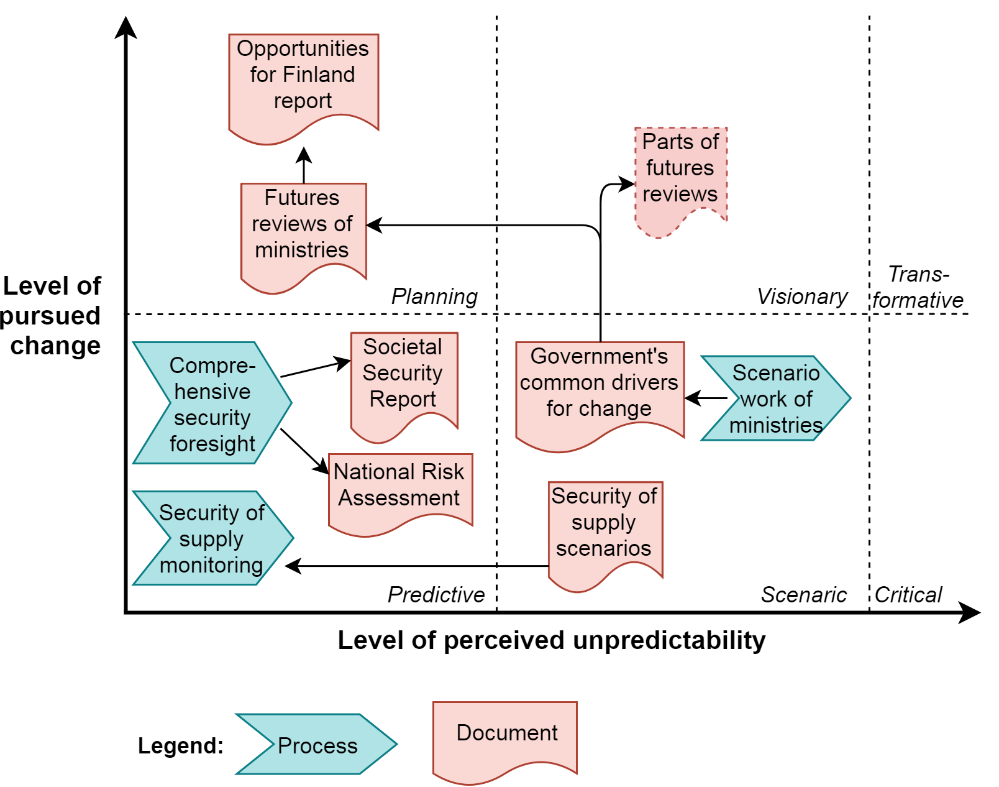 Opportunities
for Finland
report
Parts of
futures
reviews
Futures
reviews of
ministries
Level of
pursued
change
Planning
Visionary
Trans-
formative
Compre-
hensive
security
foresight
Societal
Security
Report
Government's
common drivers
for change
Scenario
work of
ministries
National Risk
Assessment
Security of
supply
monitoring
Security of
supply
scenarios
Predictive
Scenaric
Critical
Level of perceived unpredictability
Legend:
Process
Document